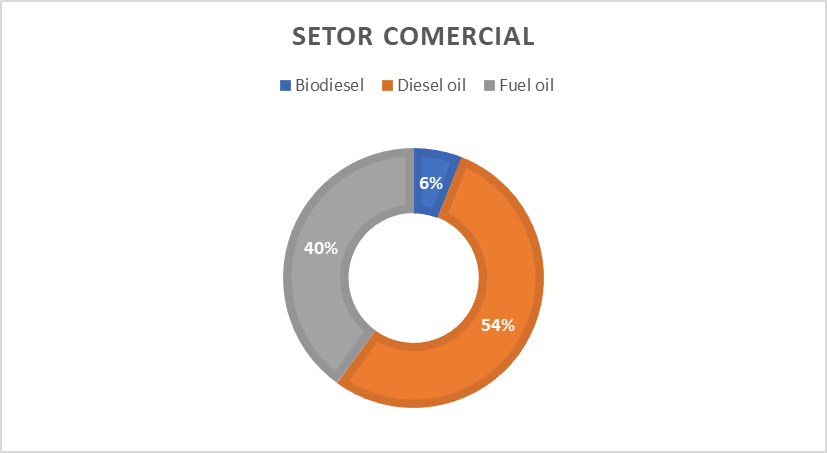 SETOR COMERCIAL
Biodiesel Diesel oil Fuel oil
6%
40%
54%